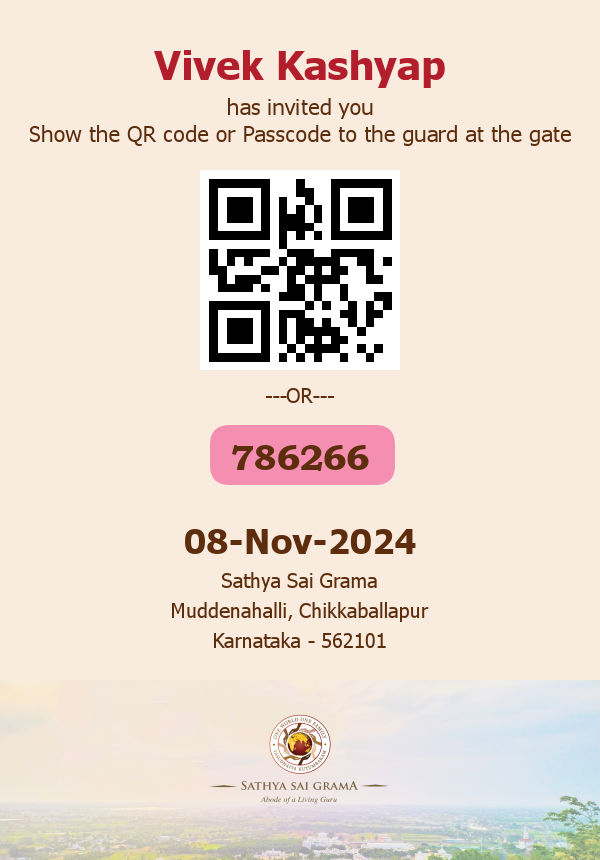 Vivek Kashyap
has invited you
Show the QR code or Passcode to the guard at the gate
---OR---
786266
08-Nov-2024
Sathya Sai Grama
Muddenahalli, Chikkaballapur
Karnataka - 562101
ONE WORLD ONE FAMILY
VASUDHAIVA KUTUMBAKAM
SATHYA SAI GRAMA
Abode of a Living Guru